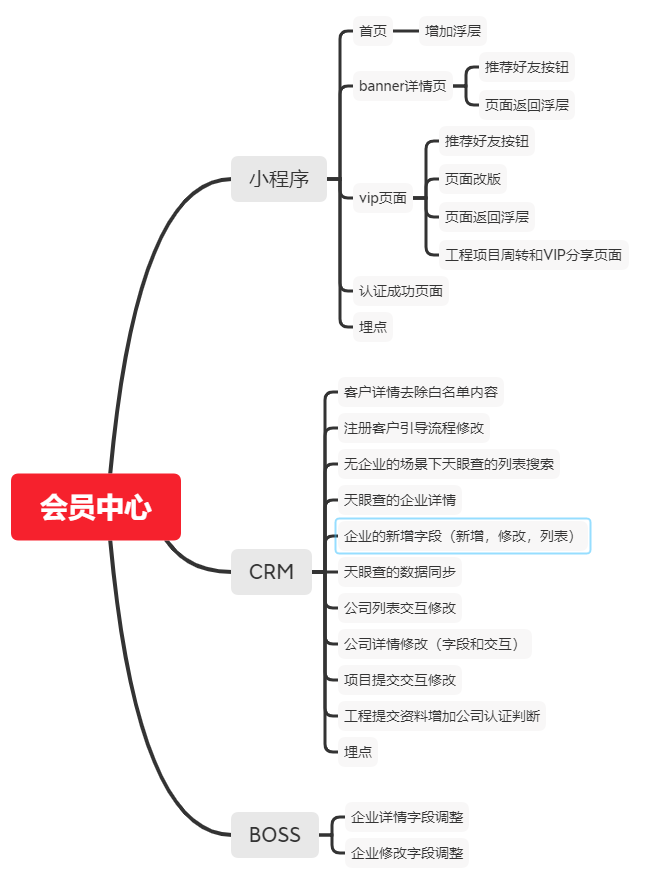 会员中心
小程序
首页
增加浮层
banner详情页
推荐好友按钮
页面返回浮层
vip页面
推荐好友按钮
页面改版
页面返回浮层
工程项目周转和VIP分享页面
认证成功页面
埋点
CRM
客户详情去除白名单内容
注册客户引导流程修改
无企业的场景下天眼查的列表搜索
天眼查的企业详情
企业的新增字段（新增，修改，列表）
天眼查的数据同步
公司列表交互修改
公司详情修改（字段和交互）
项目提交交互修改
工程提交资料增加公司认证判断
埋点
BOSS
企业详情字段调整
企业修改字段调整